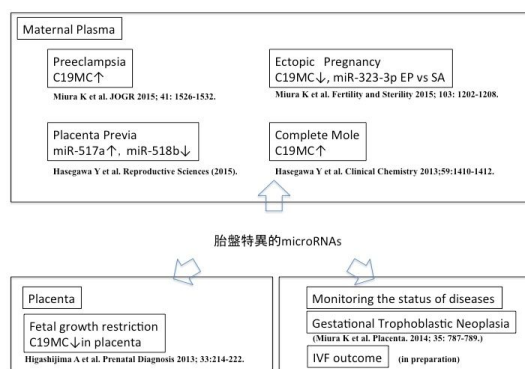 Maternal Plasma
Preeclampsia
C19MC↑
Miura K et al. JOGR 2015; 41: 1526-1532.
Ectopic Pregnancy
C19MC↓, miR-323-3p EP vs SA
Miura K et al. Fertility and Sterility 2015; 103: 1202-1208.
Placenta Previa
miR-517a↑, miR-518b↓
Hasegawa Y et al. Reproductive Sciences (2015).
Complete Mole
C19MC↑
Hasegawa Y et al. Clinical Chemistry 2013;59:1410-1412.
胎盤特異的microRNAs
Placenta
Fetal growth restriction
C19MC↓in placenta
Higashijima A et al. Prenatal Diagnosis 2013; 33:214-222.
Monitoring the status of diseases
Gestational Trophoblastic Neoplasia
(Miura K et al. Placenta. 2014; 35: 787-789.)
IVF outcome (in preparation)